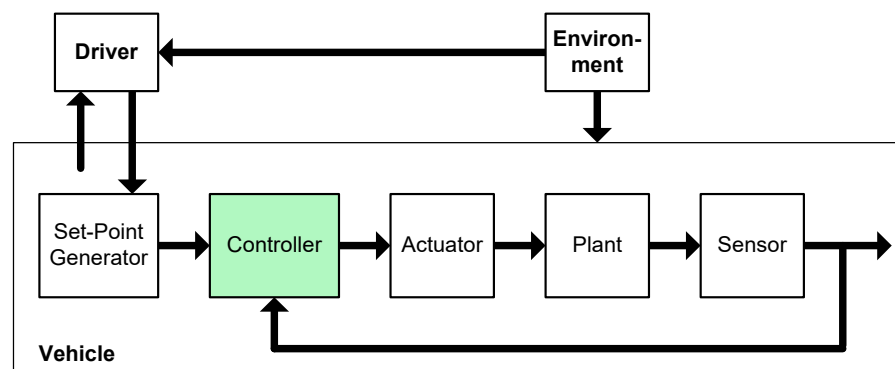 Driver
Environ-
ment
Set-Point
Generator
Controller
Actuator
Plant
Sensor
Vehicle